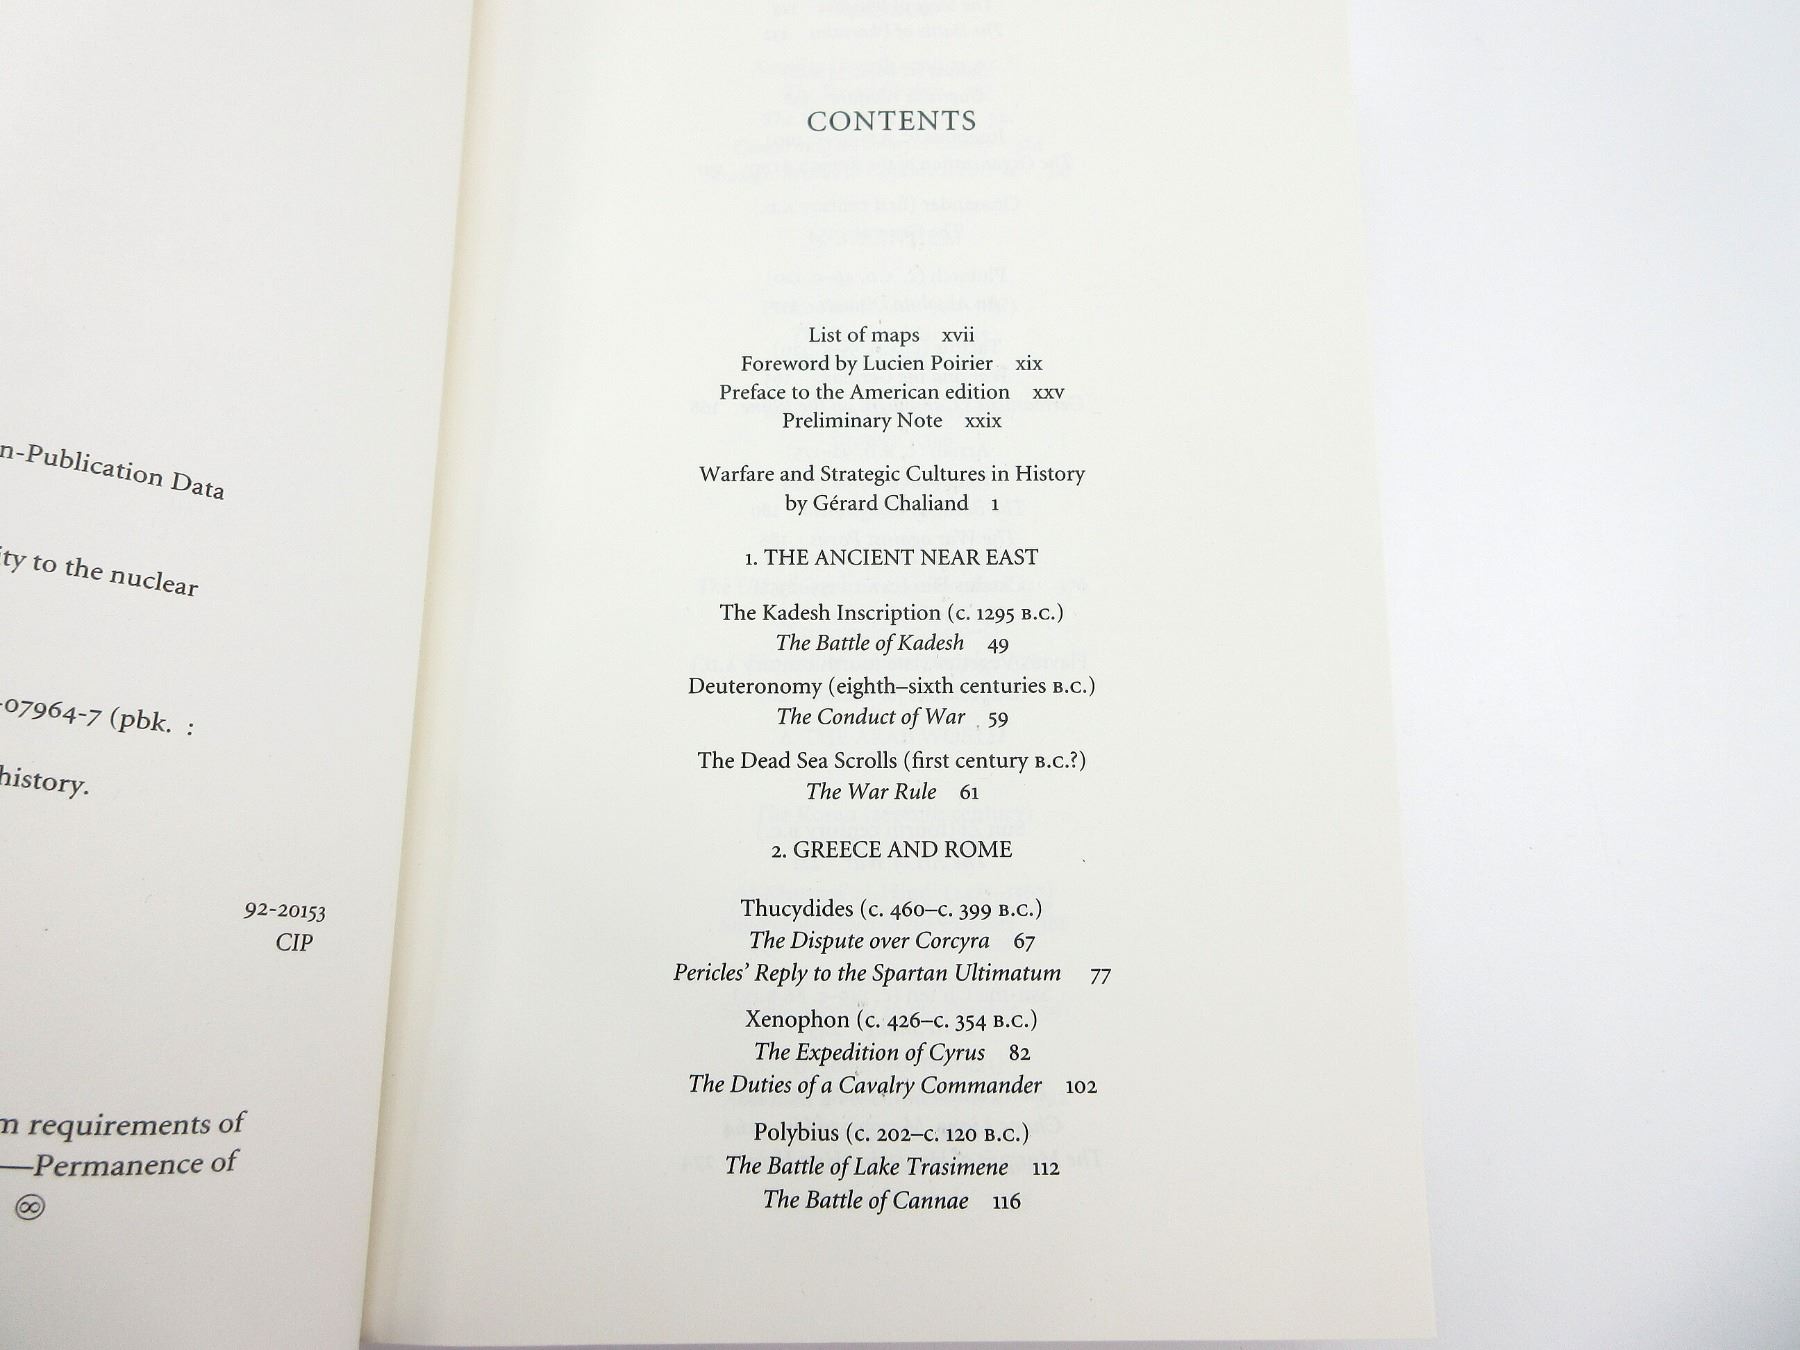 n-Publication Data
ity to the nuclear
-07964-7 (pbk. :
history.
92-20153
CIP
m requirements of
—Permanence of
CONTENTS
List of maps xvii
Foreword by Lucien Poirier xix
Preface to the American edition xxv
Preliminary Note xxix
Warfare and Strategic Cultures in History
by Gérard Chaliand 1
1. THE ANCIENT NEAR EAST
The Kadesh Inscription (c. 1295 B.C.)
The Battle of Kadesh 49
Deuteronomy (eighth–sixth centuries B.C.)
The Conduct of War 59
The Dead Sea Scrolls (first century B.C.?)
The War Rule 61
2. GREECE AND ROME
Thucydides (c. 460–c. 399 B.C.)
The Dispute over Corcyra 67
Pericles’ Reply to the Spartan Ultimatum 77
Xenophon (c. 426–c. 354 B.C.)
The Expedition of Cyrus 82
The Duties of a Cavalry Commander 102
Polybius (c. 202–c. 120 B.C.)
The Battle of Lake Trasimene 112
The Battle of Cannae 116